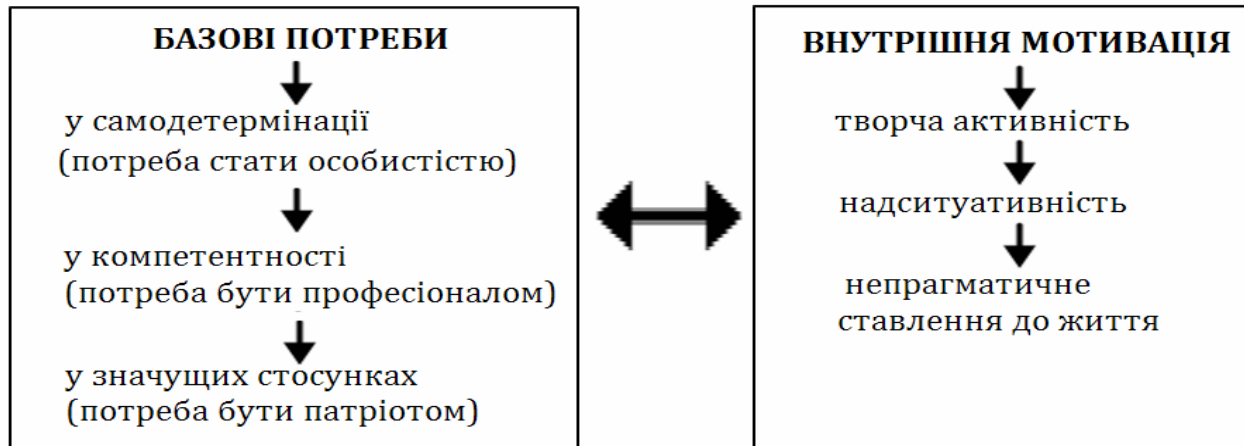 БАЗОВІ ПОТРЕБИ
у самодетермінації
(потреба стати особистістю)
у компетентності
(потреба бути професіоналом)
у значущих стосунках
(потреба бути патріотом)
ВНУТРІШНЯ МОТИВАЦІЯ
творча активність
надситуативність
непрагматичне
ставлення до життя